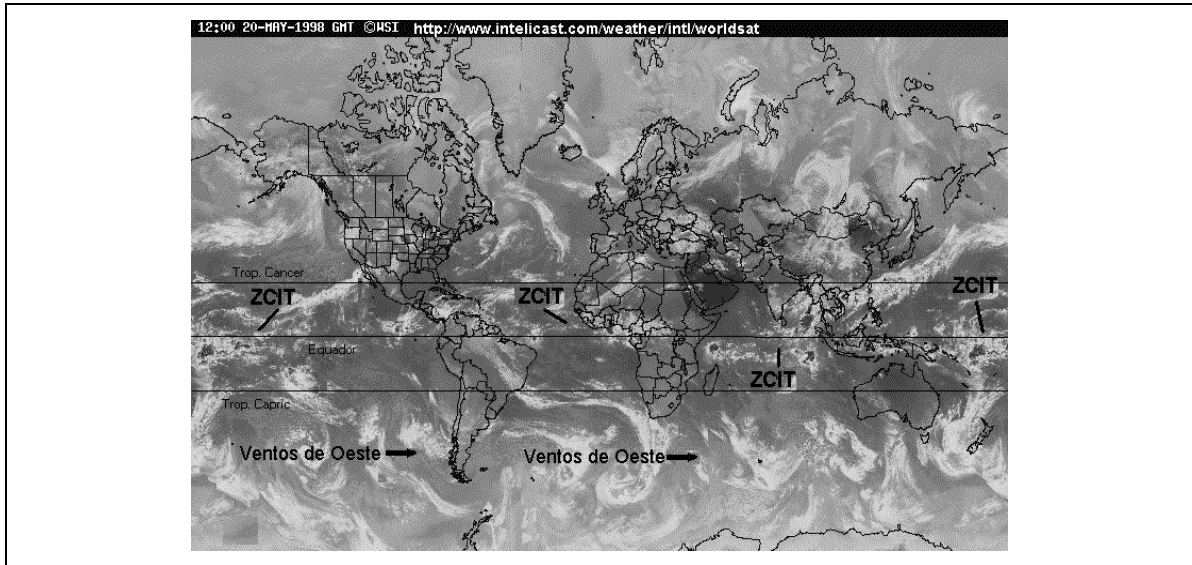 12:00 20-MAY-1998 GMT ©WSI http://www.intelicast.com/weather/intl/worldsat
Trop. Cancer
ZCIT
ZCIT
ZCIT
Equador
ZCIT
Trop. Capric
Ventos de Oeste
Ventos de Oeste